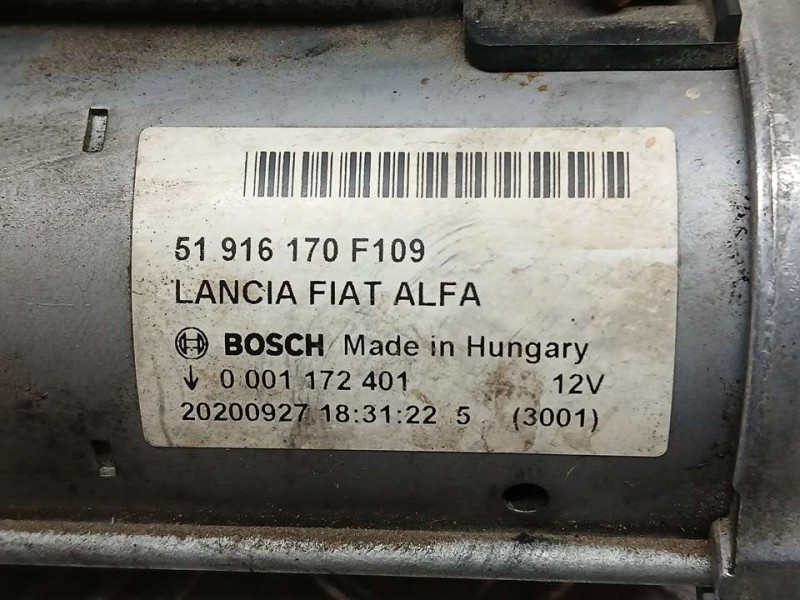 51 916 170 F109
LANCIA FIAT ALFA
BOSCH Made in Hungary
↓ 0 001 172 401 12V
20200927 18:31:22 5 (3001)